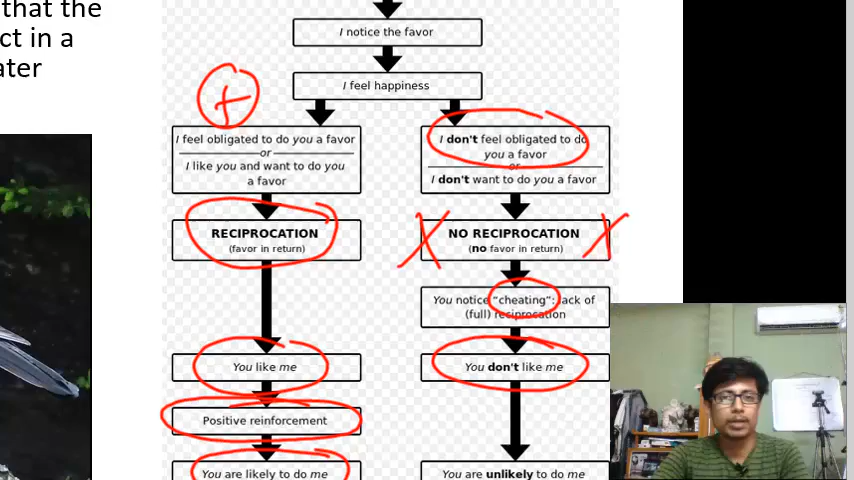 that the
ct in a
ater
I notice the favor
I feel happiness
I feel obligated to do you a favor
or
I like you and want to do you
a favor
I don't feel obligated to do
you a favor
or
I don't want to do you a favor
RECIPROCATION
(favor in return)
NO RECIPROCATION
(no favor in return)
You notice “cheating”: lack of
(full) reciprocation
You like me
You don't like me
Positive reinforcement
You are likely to do me
You are unlikely to do me